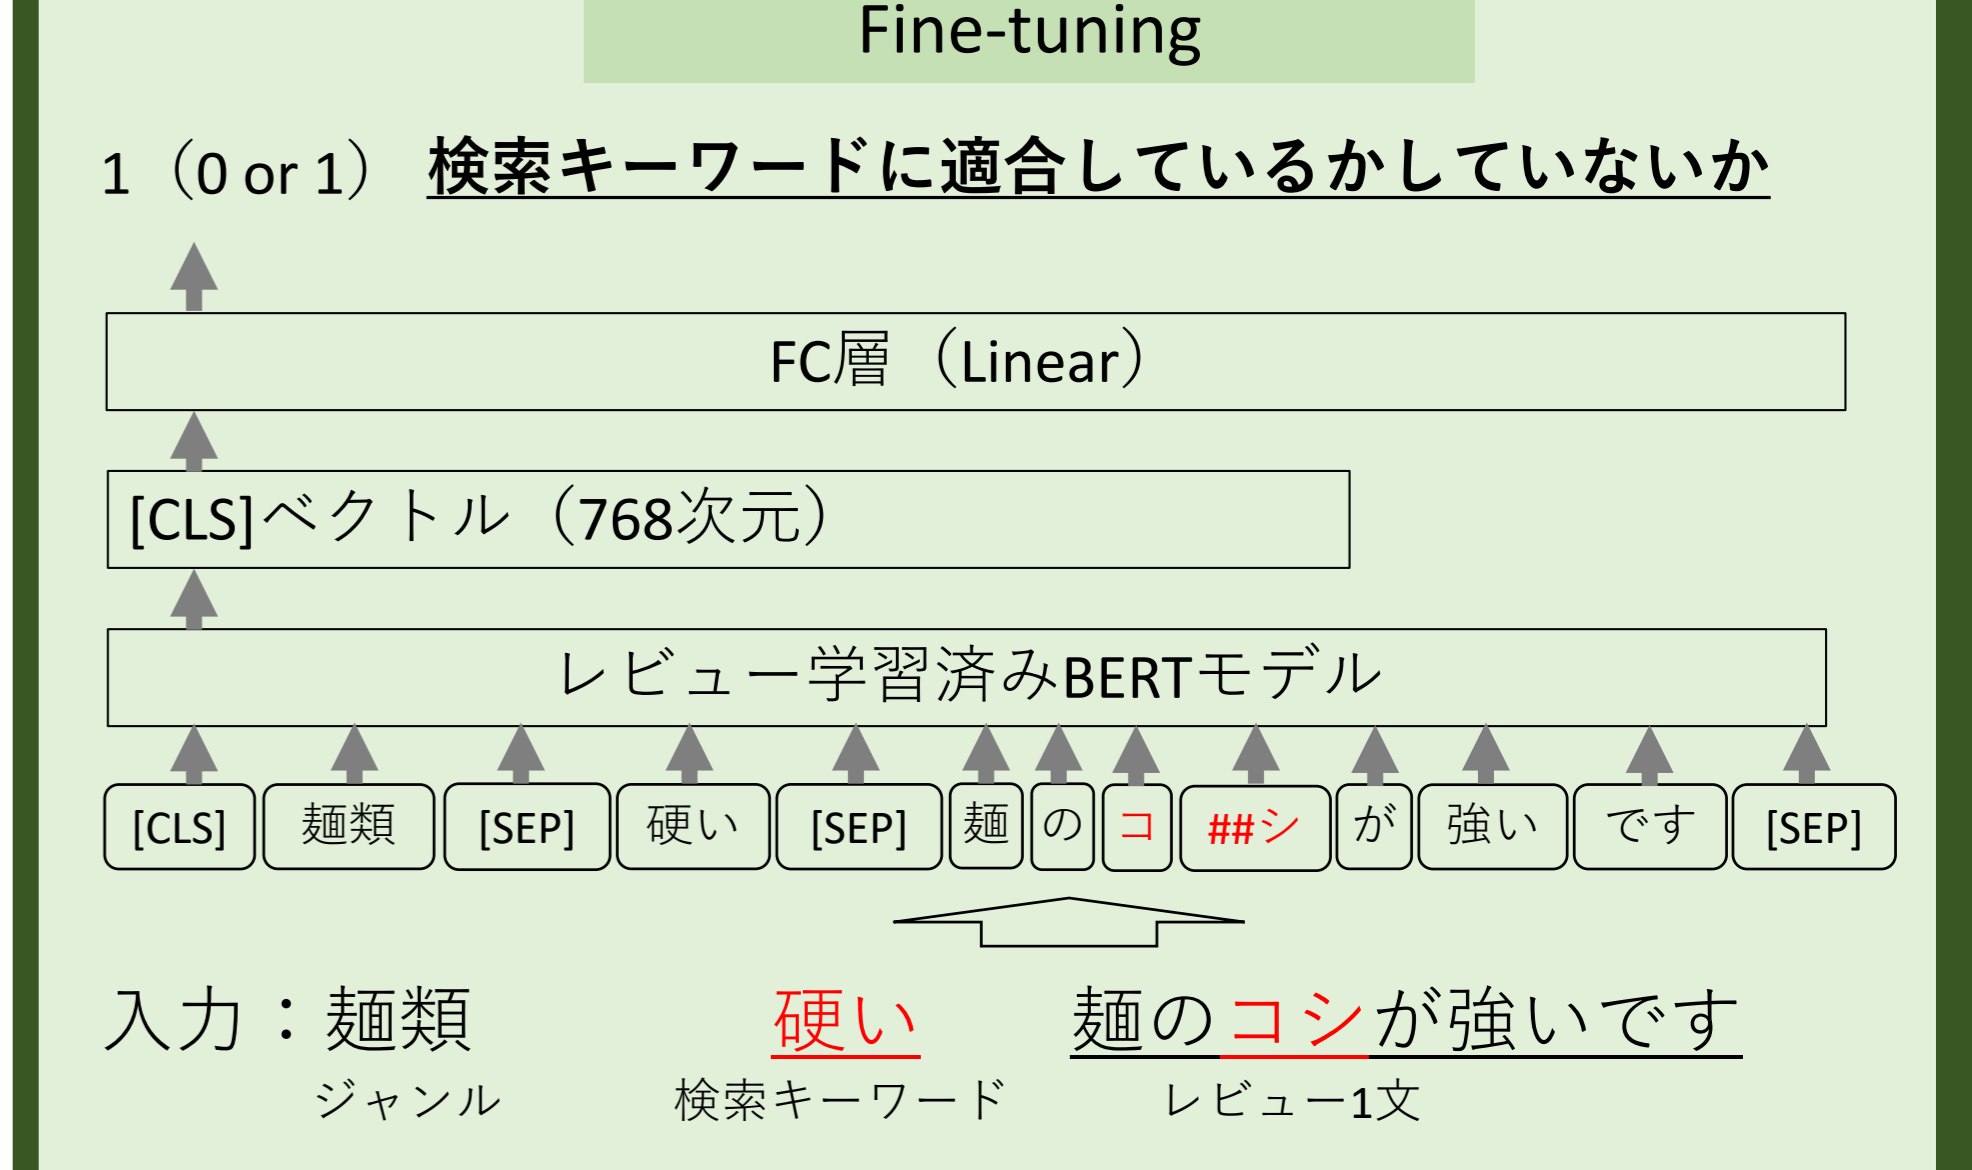 Fine-tuning
1（0 or 1） 検索キーワードに適合しているかしていないか
FC層（Linear）
[CLS]ベクトル（768次元）
レビュー学習済みBERTモデル
[CLS] 麺類 [SEP] 硬い [SEP] 麺 の コ ##シ が 強い です [SEP]
入力：麺類 硬い 麺のコシが強いです
ジャンル 検索キーワード レビュー1文